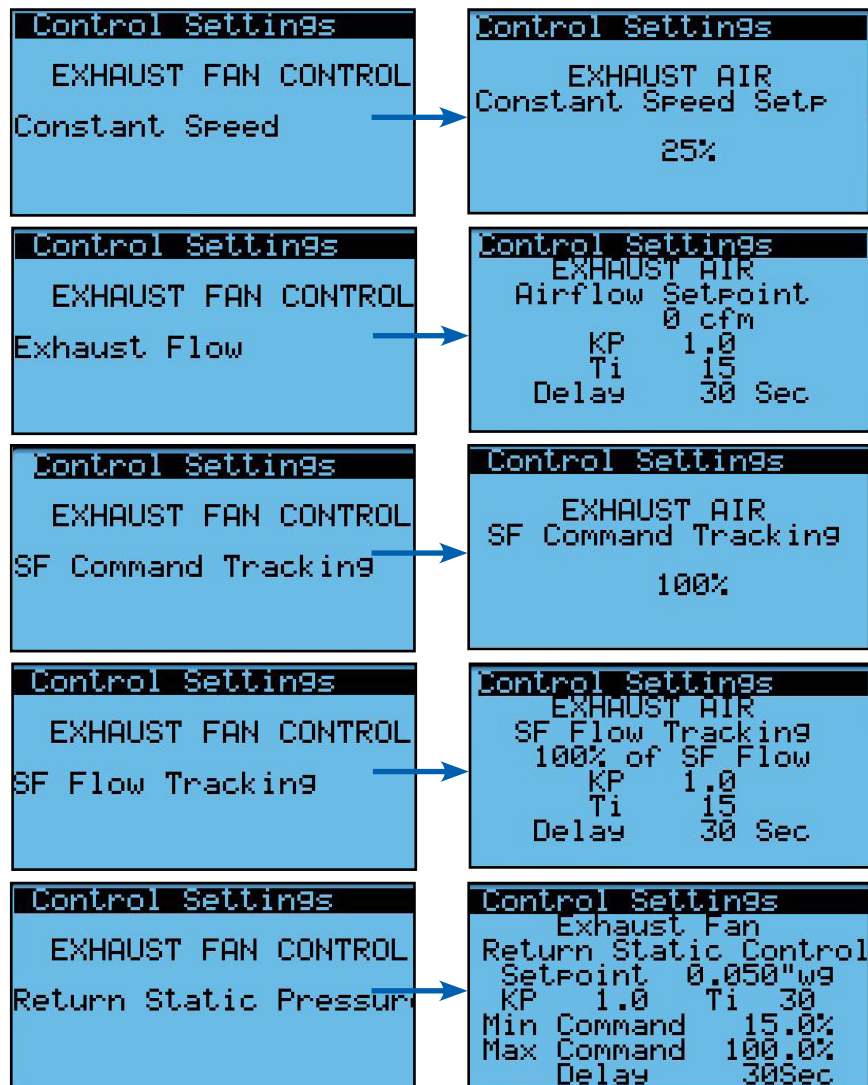 Control Settings
EXHAUST FAN CONTROL
Constant Speed
Control Settings
EXHAUST AIR
Constant Speed Setp
25%
Control Settings
EXHAUST FAN CONTROL
Exhaust Flow
Control Settings
EXHAUST AIR
Airflow Setpoint
0 cfm
KP 1.0
Ti 15
Delay 30 Sec
Control Settings
EXHAUST FAN CONTROL
SF Command Tracking
Control Settings
EXHAUST AIR
SF Command Tracking
100%
Control Settings
EXHAUST FAN CONTROL
SF Flow Tracking
Control Settings
EXHAUST AIR
SF Flow Tracking
100% of SF Flow
KP 1.0
Ti 15
Delay 30 Sec
Control Settings
EXHAUST FAN CONTROL
Return Static Pressur
Control Settings
Exhaust Fan
Return Static Control
Setpoint 0.050"wg
KP 1.0 Ti 30
Min Command 15.0%
Max Command 100.0%
Delay 30Sec